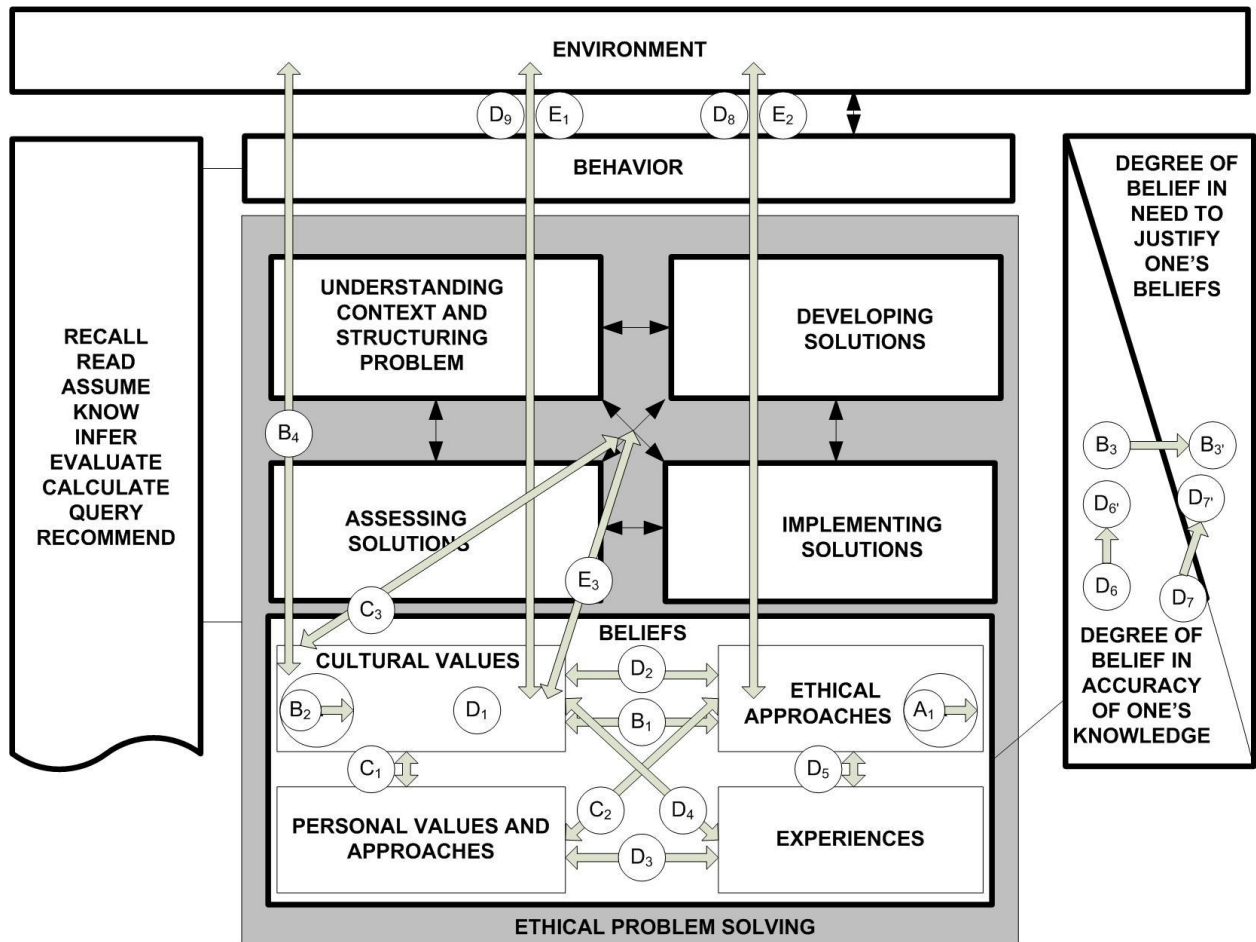 ENVIRONMENT
D9
E1
D8
E2
BEHAVIOR
RECALL
READ
ASSUME
KNOW
INFER
EVALUATE
CALCULATE
QUERY
RECOMMEND
UNDERSTANDING
CONTEXT AND
STRUCTURING
PROBLEM
DEVELOPING
SOLUTIONS
B4
ASSESSING
SOLUTIONS
IMPLEMENTING
SOLUTIONS
C3
E3
BELIEFS
CULTURAL VALUES
B2
D1
D2
B1
ETHICAL
APPROACHES
A1
C1
C2
D4
D5
PERSONAL VALUES AND
APPROACHES
D3
EXPERIENCES
ETHICAL PROBLEM SOLVING
DEGREE OF
BELIEF IN
NEED TO
JUSTIFY
ONE'S
BELIEFS
B3
B3'
D6'
D7'
D6
D7
DEGREE OF
BELIEF IN
ACCURACY
OF ONE'S
KNOWLEDGE